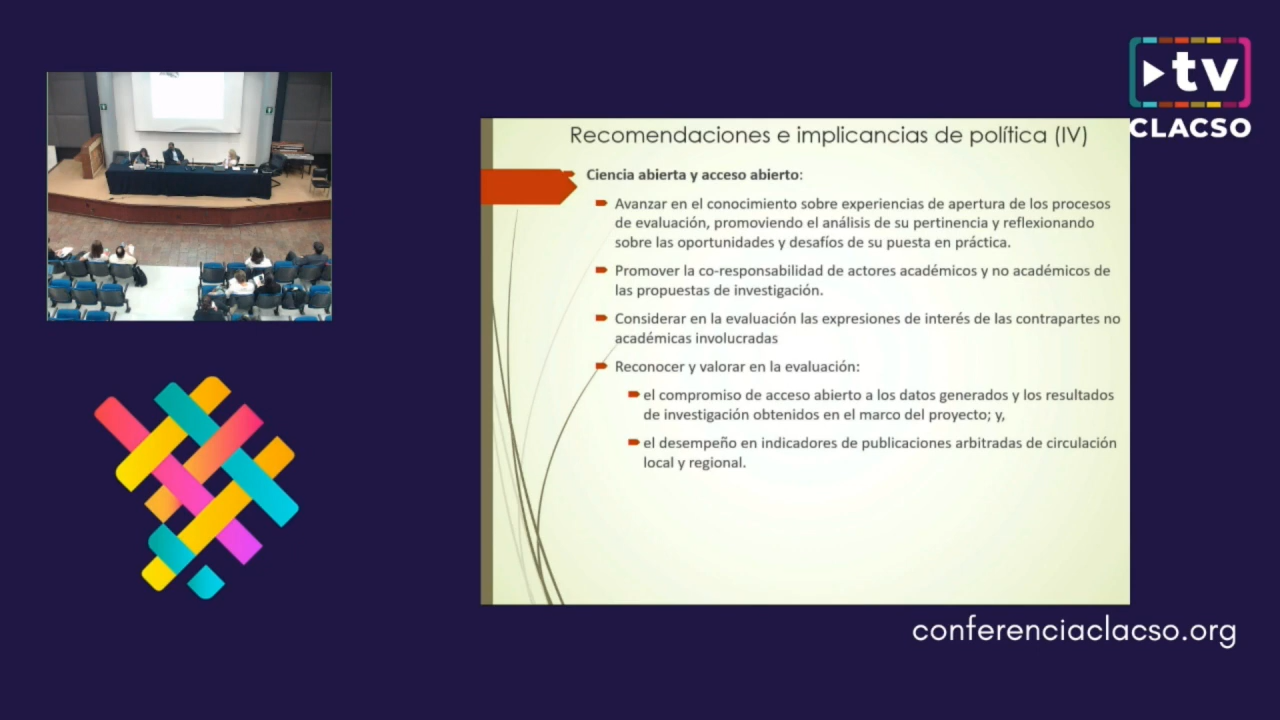 tv
CLACSO
Recomendaciones e implicancias de política (IV)
Ciencia abierta y acceso abierto:
Avanzar en el conocimiento sobre experiencias de apertura de los procesos
de evaluación, promoviendo el análisis de su pertinencia y reflexionando
sobre las oportunidades y desafíos de su puesta en práctica.
Promover la co-responsabilidad de actores académicos y no académicos de
las propuestas de investigación.
Considerar en la evaluación las expresiones de interés de las contrapartes no
académicas involucradas
Reconocer y valorar en la evaluación:
el compromiso de acceso abierto a los datos generados y los resultados
de investigación obtenidos en el marco del proyecto; y,
el desempeño en indicadores de publicaciones arbitradas de circulación
local y regional.
conferenciaclacso.org